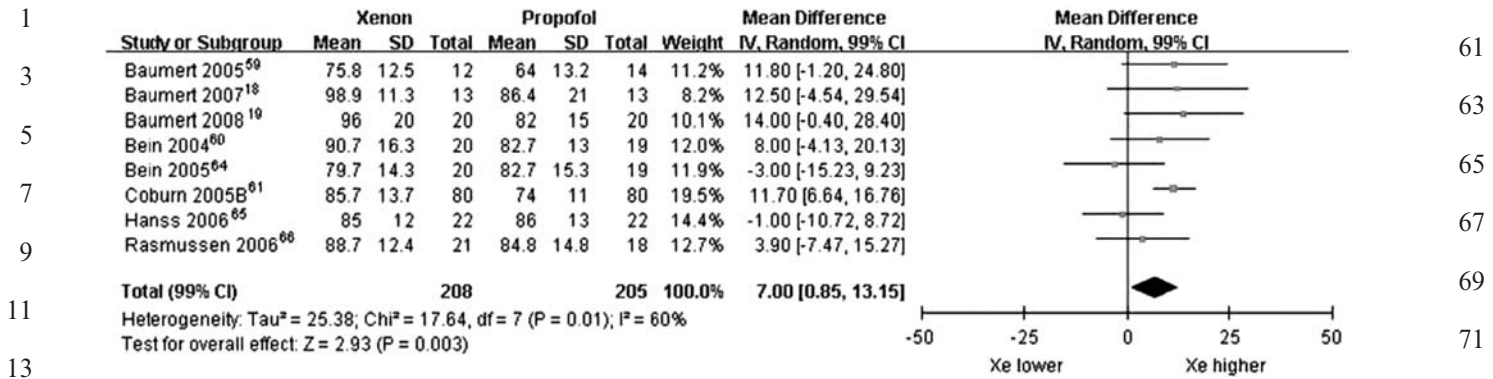 1
Xenon Propofol Mean Difference Mean Difference
Study or Subgroup Mean SD Total Mean SD Total Weight IV, Random, 99% CI IV, Random, 99% CI
61
Baumert 2005⁵⁹ 75.8 12.5 12 64 13.2 14 11.2% 11.80 [-1.20, 24.80]
3
Baumert 2007¹⁸ 98.9 11.3 13 86.4 21 13 8.2% 12.50 [-4.54, 29.54]
63
Baumert 2008¹⁹ 96 20 20 82 15 20 10.1% 14.00 [-0.40, 28.40]
5
Bein 2004⁶⁰ 90.7 16.3 20 82.7 13 19 12.0% 8.00 [-4.13, 20.13]
Bein 2005⁶⁴ 79.7 14.3 20 82.7 15.3 19 11.9% -3.00 [-15.23, 9.23]
65
7
Coburn 2005B⁶¹ 85.7 13.7 80 74 11 80 19.5% 11.70 [6.64, 16.76]
Hanss 2006⁶⁵ 85 12 22 86 13 22 14.4% -1.00 [-10.72, 8.72]
67
9
Rasmussen 2006⁶⁶ 88.7 12.4 21 84.8 14.8 18 12.7% 3.90 [-7.47, 15.27]
69
Total (99% CI) 208 205 100.0% 7.00 [0.85, 13.15]
11
Heterogeneity: Tau² = 25.38; Chi² = 17.64, df = 7 (P = 0.01); I² = 60%
Test for overall effect: Z = 2.93 (P = 0.003)
-50 -25 0 25 50
71
13
Xe lower Xe higher